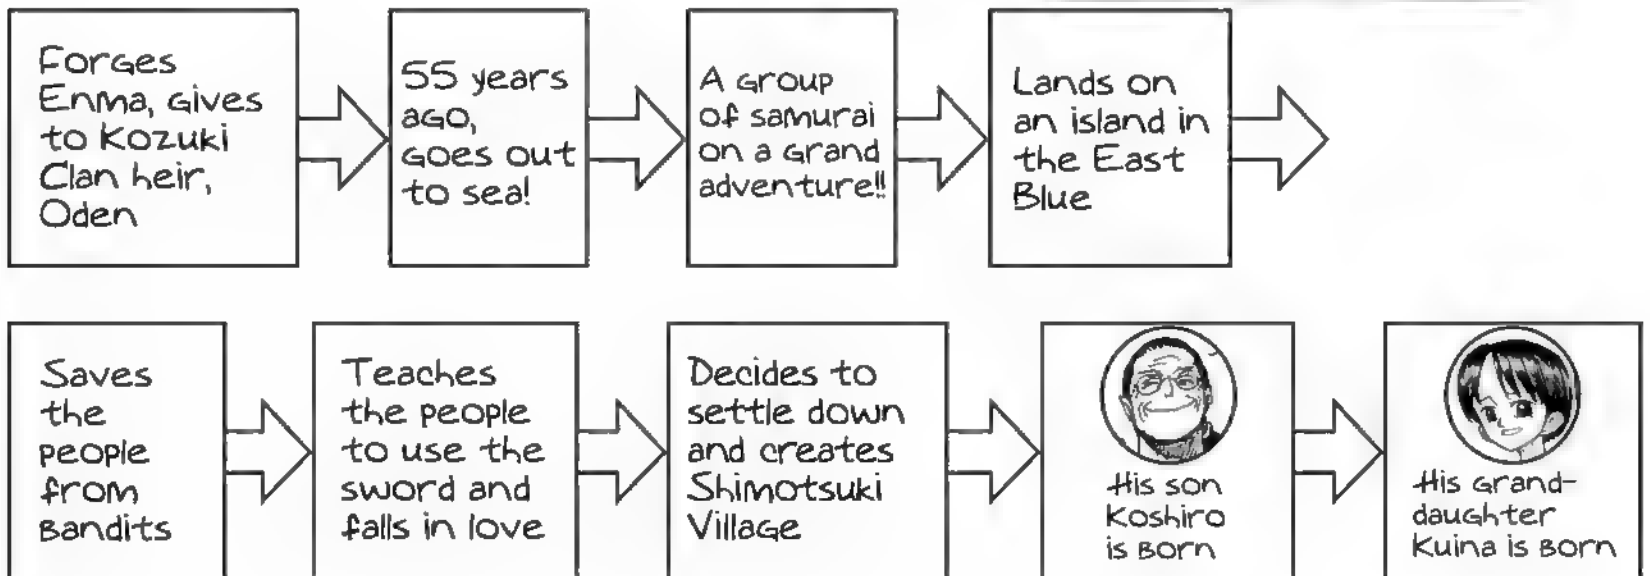 Forges
Enma, gives
to Kozuki
Clan heir,
Oden
55 years
ago,
goes out
to sea!
A group
of samurai
on a grand
adventure!!
Lands on
an island in
the East
Blue
Saves
the
people
from
Bandits
Teaches
the people
to use the
sword and
falls in love
Decides to
settle down
and creates
Shimotsuki
Village
His son
Koshiro
is Born
His Grand-
daughter
Kuina is Born